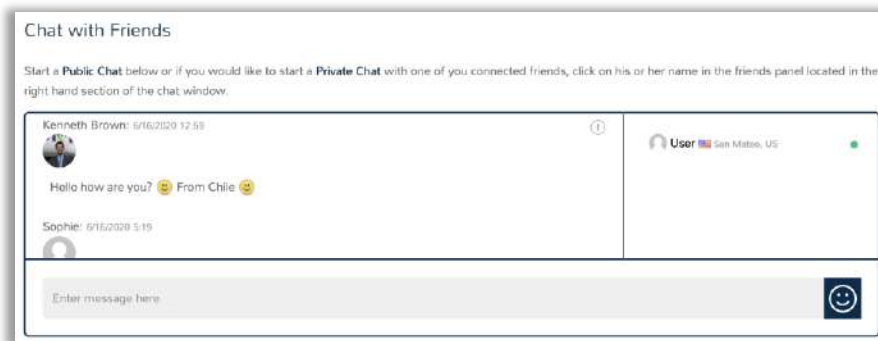 Chat with Friends
Start a Public Chat below or if you would like to start a Private Chat with one of you connected friends, click on his or her name in the friends panel located in the
right hand section of the chat window.
Kenneth Brown: 6/16/2020 12:59
User San Mateo, US
Hello how are you? From Chile
Sophie: 6/16/2020 5:19
Enter message here